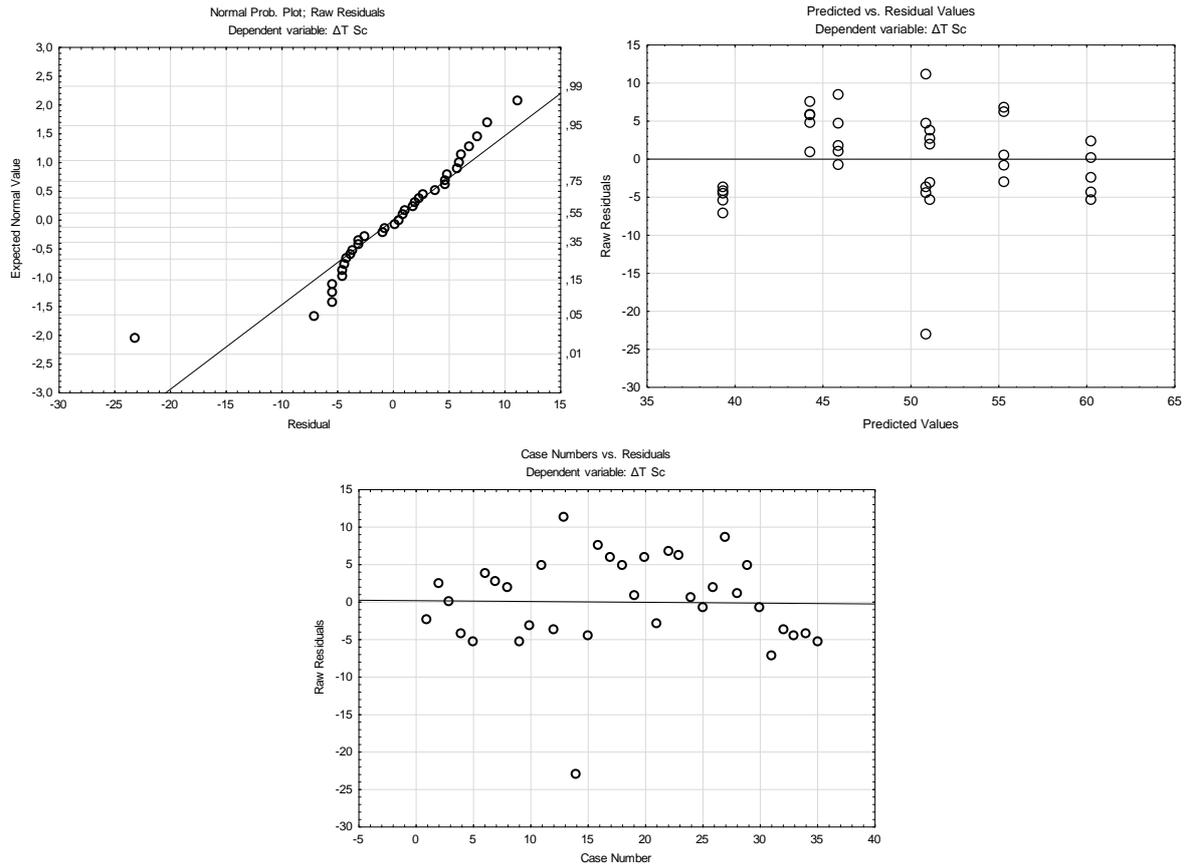 Normal Prob. Plot; Raw Residuals
Dependent variable: ΔT Sc
3,0
2,5
2,0
1,5
1,0
0,5
0,0
-0,5
-1,0
-1,5
-2,0
-2,5
-3,0
Expected Normal Value
,99
,95
,75
,55
,35
,15
,05
,01
-30 -25 -20 -15 -10 -5 0 5 10 15
Residual
Predicted vs. Residual Values
Dependent variable: ΔT Sc
15
10
5
0
-5
-10
-15
-20
-25
-30
Raw Residuals
35 40 45 50 55 60 65
Predicted Values
Case Numbers vs. Residuals
Dependent variable: ΔT Sc
15
10
5
0
-5
-10
-15
-20
-25
-30
Raw Residuals
-5 0 5 10 15 20 25 30 35 40
Case Number